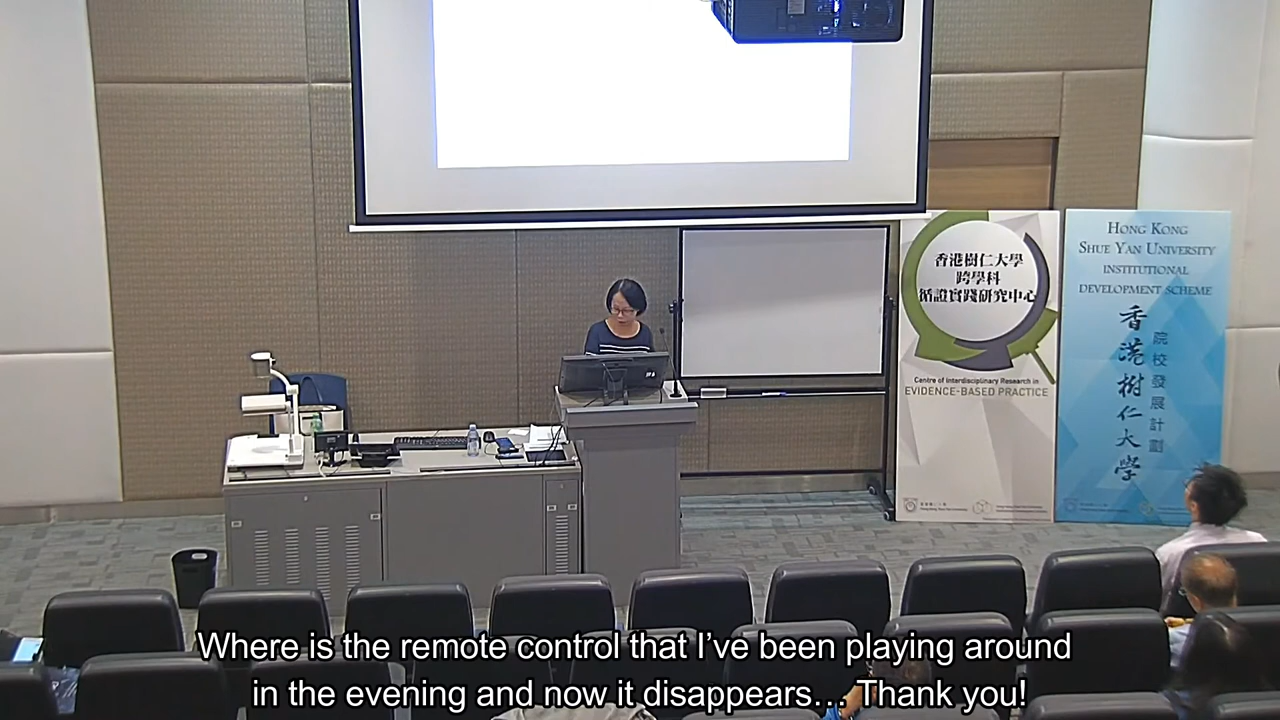 香港樹仁大學
跨學科
循證實踐研究中心
Centre of Interdisciplinary Research in
EVIDENCE-BASED PRACTICE
HONG KONG
SHUE YAN UNIVERSITY
INSTITUTIONAL
DEVELOPMENT SCHEME
香港樹仁大學
院校發展計劃
Where is the remote control that I’ve been playing around
in the evening and now it disappears… Thank you!